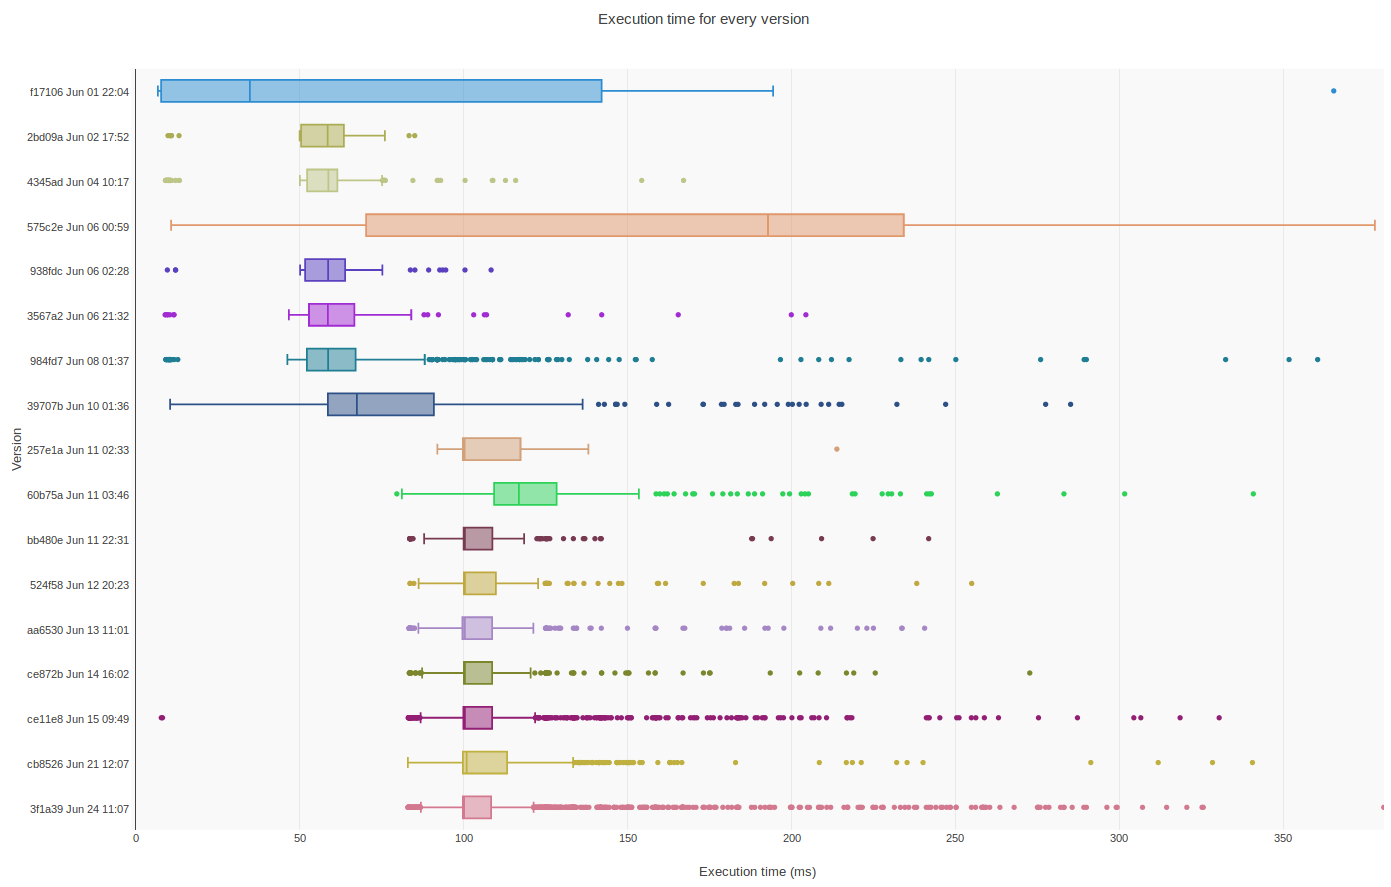 Execution time for every version
f17106 Jun 01 22:04
2bd09a Jun 02 17:52
4345ad Jun 04 10:17
575c2e Jun 06 00:59
938fdc Jun 06 02:28
3567a2 Jun 06 21:32
984fd7 Jun 08 01:37
39707b Jun 10 01:36
Version
257e1a Jun 11 02:33
60b75a Jun 11 03:46
bb480e Jun 11 22:31
524f58 Jun 12 20:23
aa6530 Jun 13 11:01
ce872b Jun 14 16:02
ce11e8 Jun 15 09:49
cb8526 Jun 21 12:07
3f1a39 Jun 24 11:07
0 50 100 150 200 250 300 350
Execution time (ms)